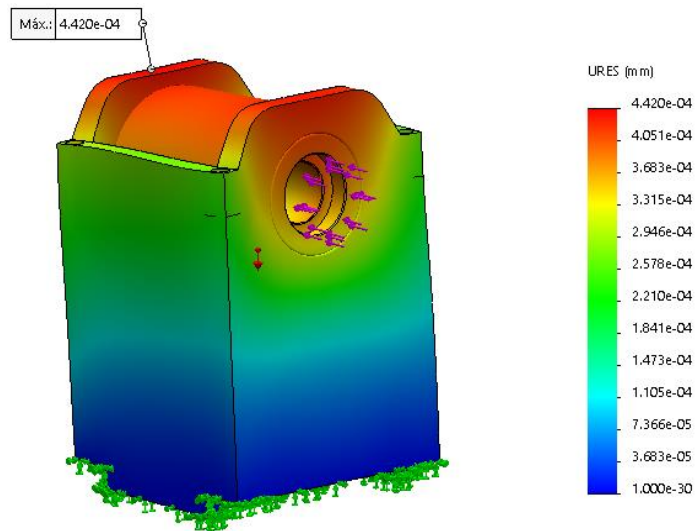 Máx.: 4.420e-04
URES (mm)
4.420e-04
4.051e-04
3.683e-04
3.315e-04
2.946e-04
2.578e-04
2.210e-04
1.841e-04
1.473e-04
1.105e-04
7.366e-05
3.683e-05
1.000e-30